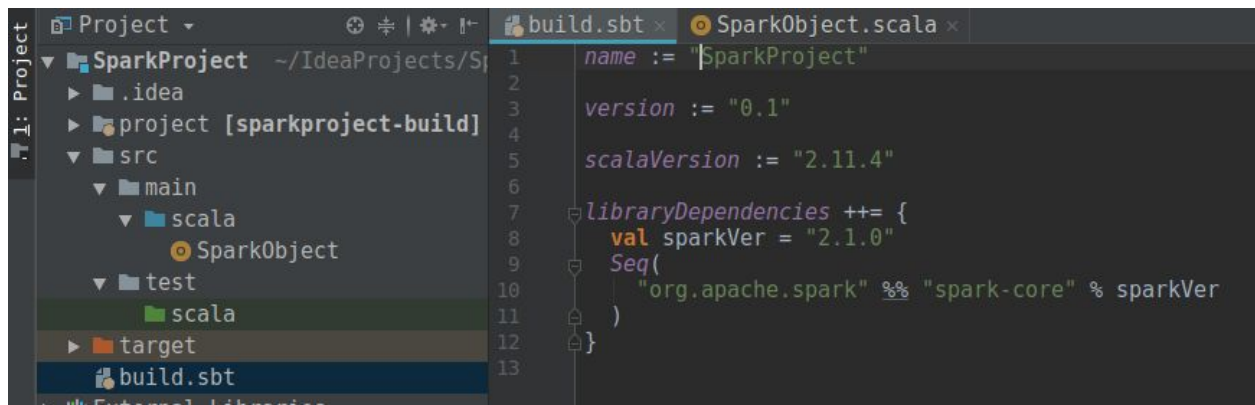 1: Project
Project
SparkProject ~/IdeaProjects/Sp
.idea
project [sparkproject-build]
src
main
scala
SparkObject
test
scala
target
build.sbt
External Libraries
build.sbt × SparkObject.scala ×
1 name := "SparkProject"
2
3 version := "0.1"
4
5 scalaVersion := "2.11.4"
6
7 libraryDependencies ++= {
8 val sparkVer = "2.1.0"
9 Seq(
10 "org.apache.spark" %% "spark-core" % sparkVer
11 )
12 }
13